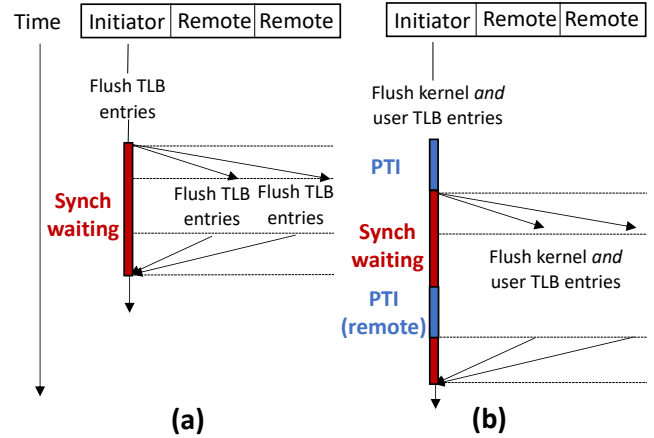 Time
Initiator Remote Remote
Flush TLB
entries
Flush TLB
entries
Flush TLB
entries
Synch
waiting
(a)
Initiator Remote Remote
Flush kernel and
user TLB entries
PTI
Synch
waiting
Flush kernel and
user TLB entries
PTI
(remote)
(b)